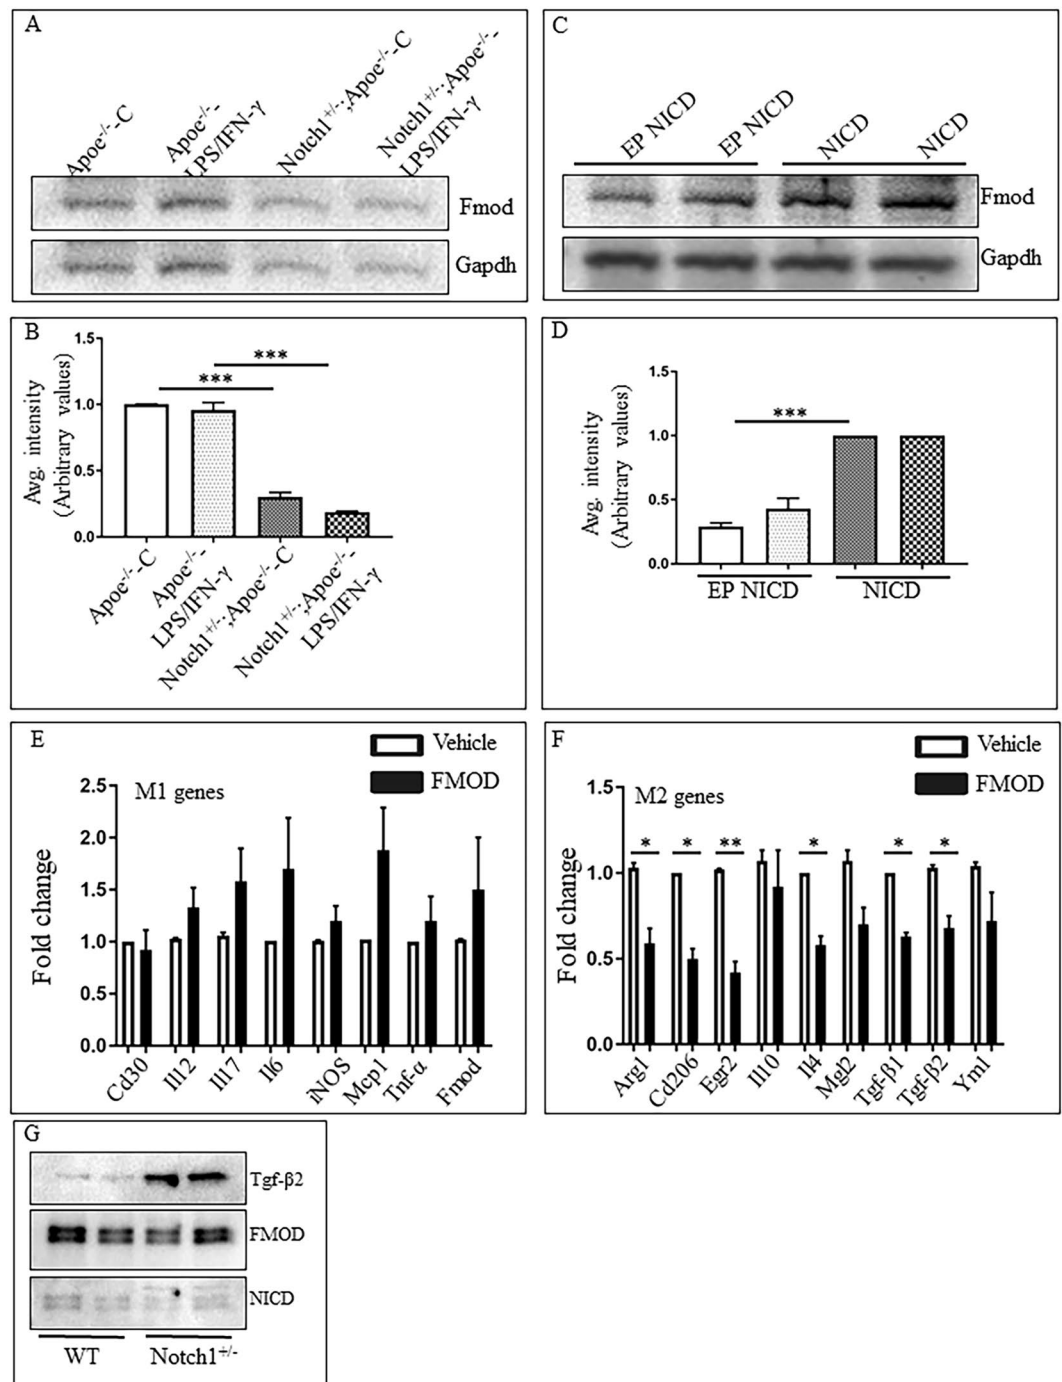 A
Apoe-/--C
Apoe-/--
LPS/IFN-γ
Notch1+/-;Apoe-/--C
Notch1+/-;Apoe-/--
LPS/IFN-γ
Fmod
Gapdh
C
EP NICD
EP NICD
NICD
NICD
Fmod
Gapdh
B
Avg. intensity
(Arbitrary values)
1.5
1.0
0.5
0.0
***
***
Apoe-/--C
Apoe-/--
LPS/IFN-γ
Notch1+/-;Apoe-/--C
Notch1+/-;Apoe-/--
LPS/IFN-γ
D
Avg. intensity
(Arbitrary values)
1.5
1.0
0.5
0.0
***
EP NICD
NICD
E
Vehicle
FMOD
M1 genes
Fold change
2.5
2.0
1.5
1.0
0.5
0.0
Cd30
Il12
Il17
Il6
iNOS
Mcp1
Tnf-α
Fmod
F
Vehicle
FMOD
M2 genes
Fold change
1.5
1.0
0.5
0.0
*
*
**
*
*
*
Arg1
Cd206
Egr2
Il10
Il4
Mgl2
Tgf-β1
Tgf-β2
Ym1
G
Tgf-β2
FMOD
NICD
WT
Notch1+/-